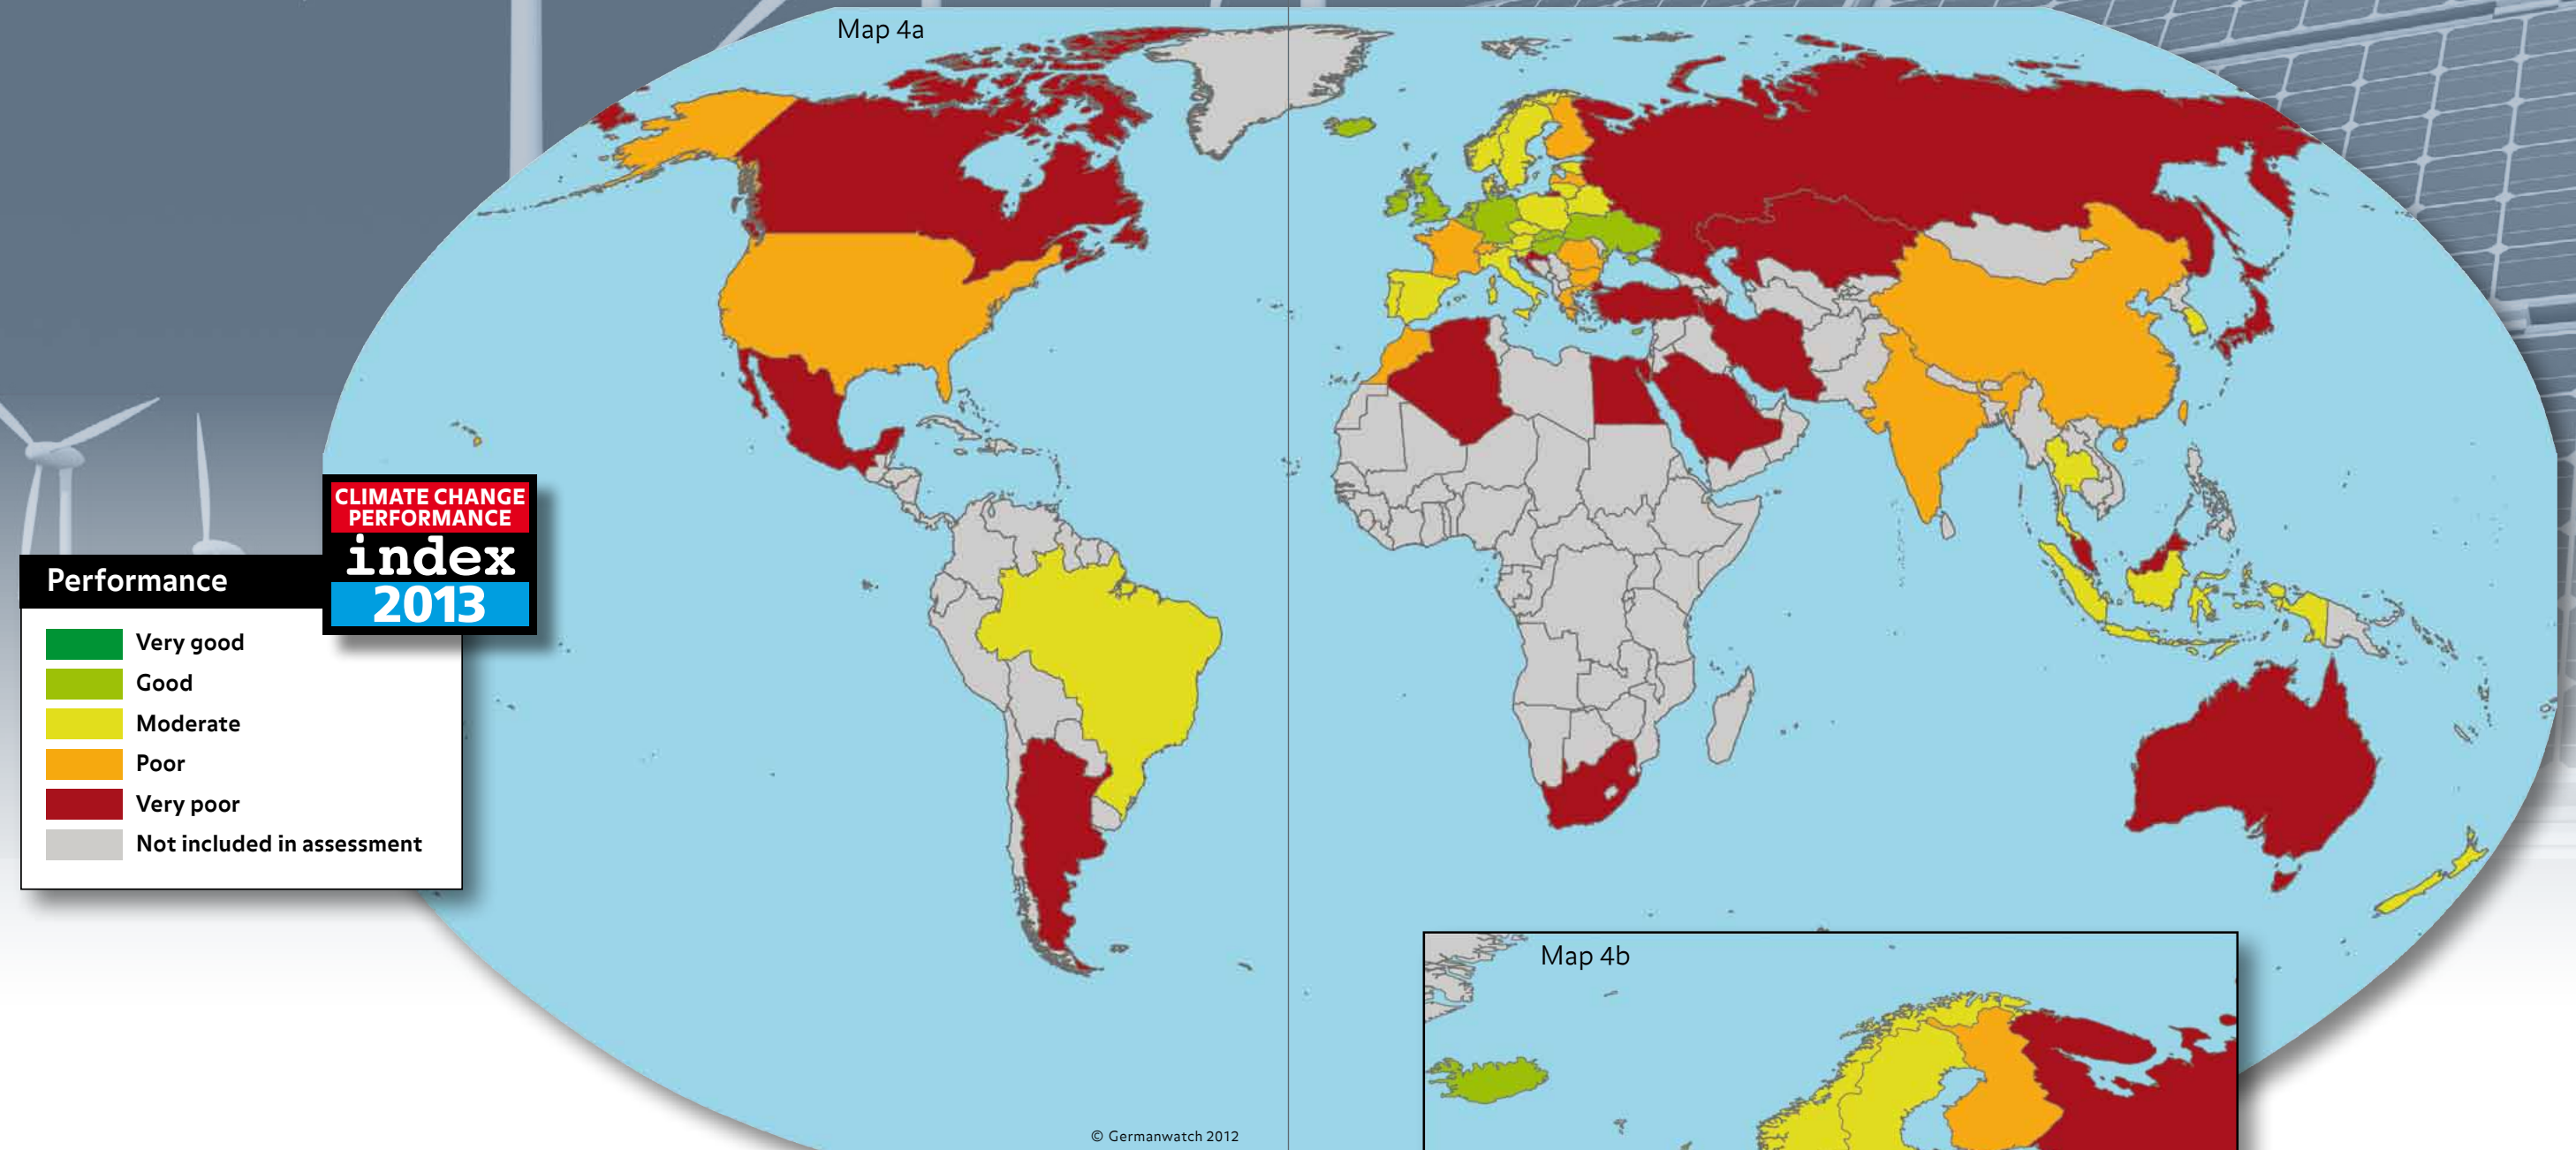 Map 4a
CLIMATE CHANGE
PERFORMANCE
index
2013
Performance
Very good
Good
Moderate
Poor
Very poor
Not included in assessment
Map 4b
© Germanwatch 2012